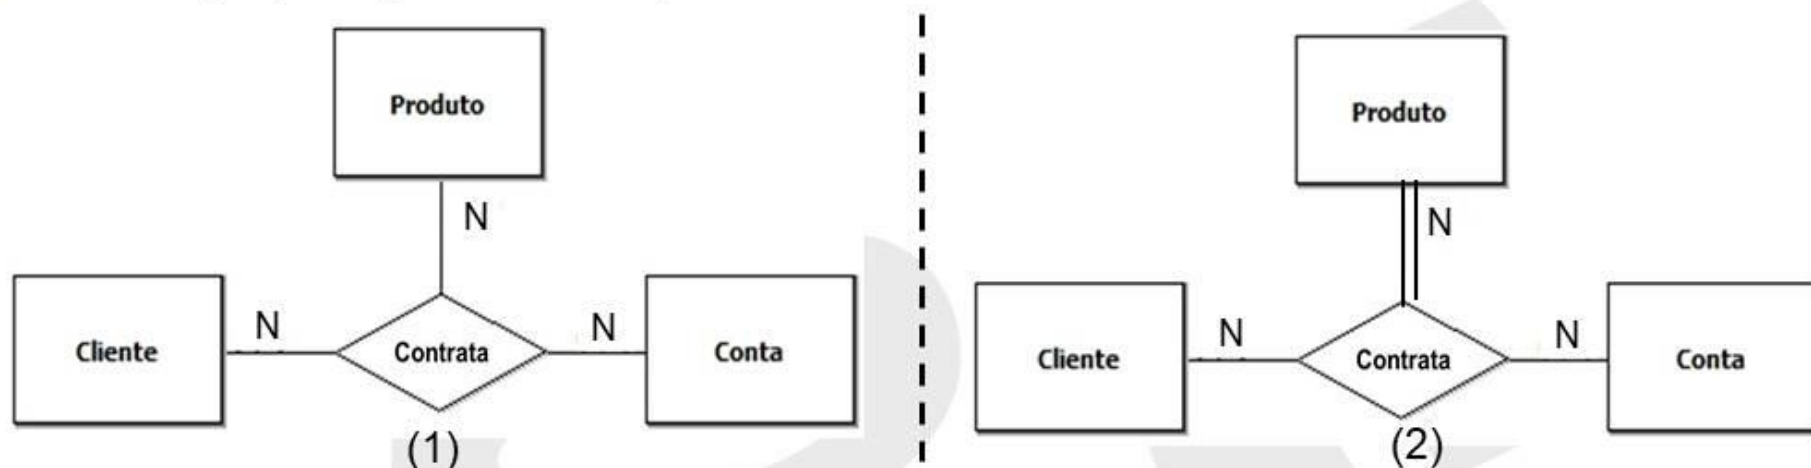 Produto
N
Cliente
N
Contrata
N
Conta
(1)
Produto
N
Cliente
N
Contrata
N
Conta
(2)